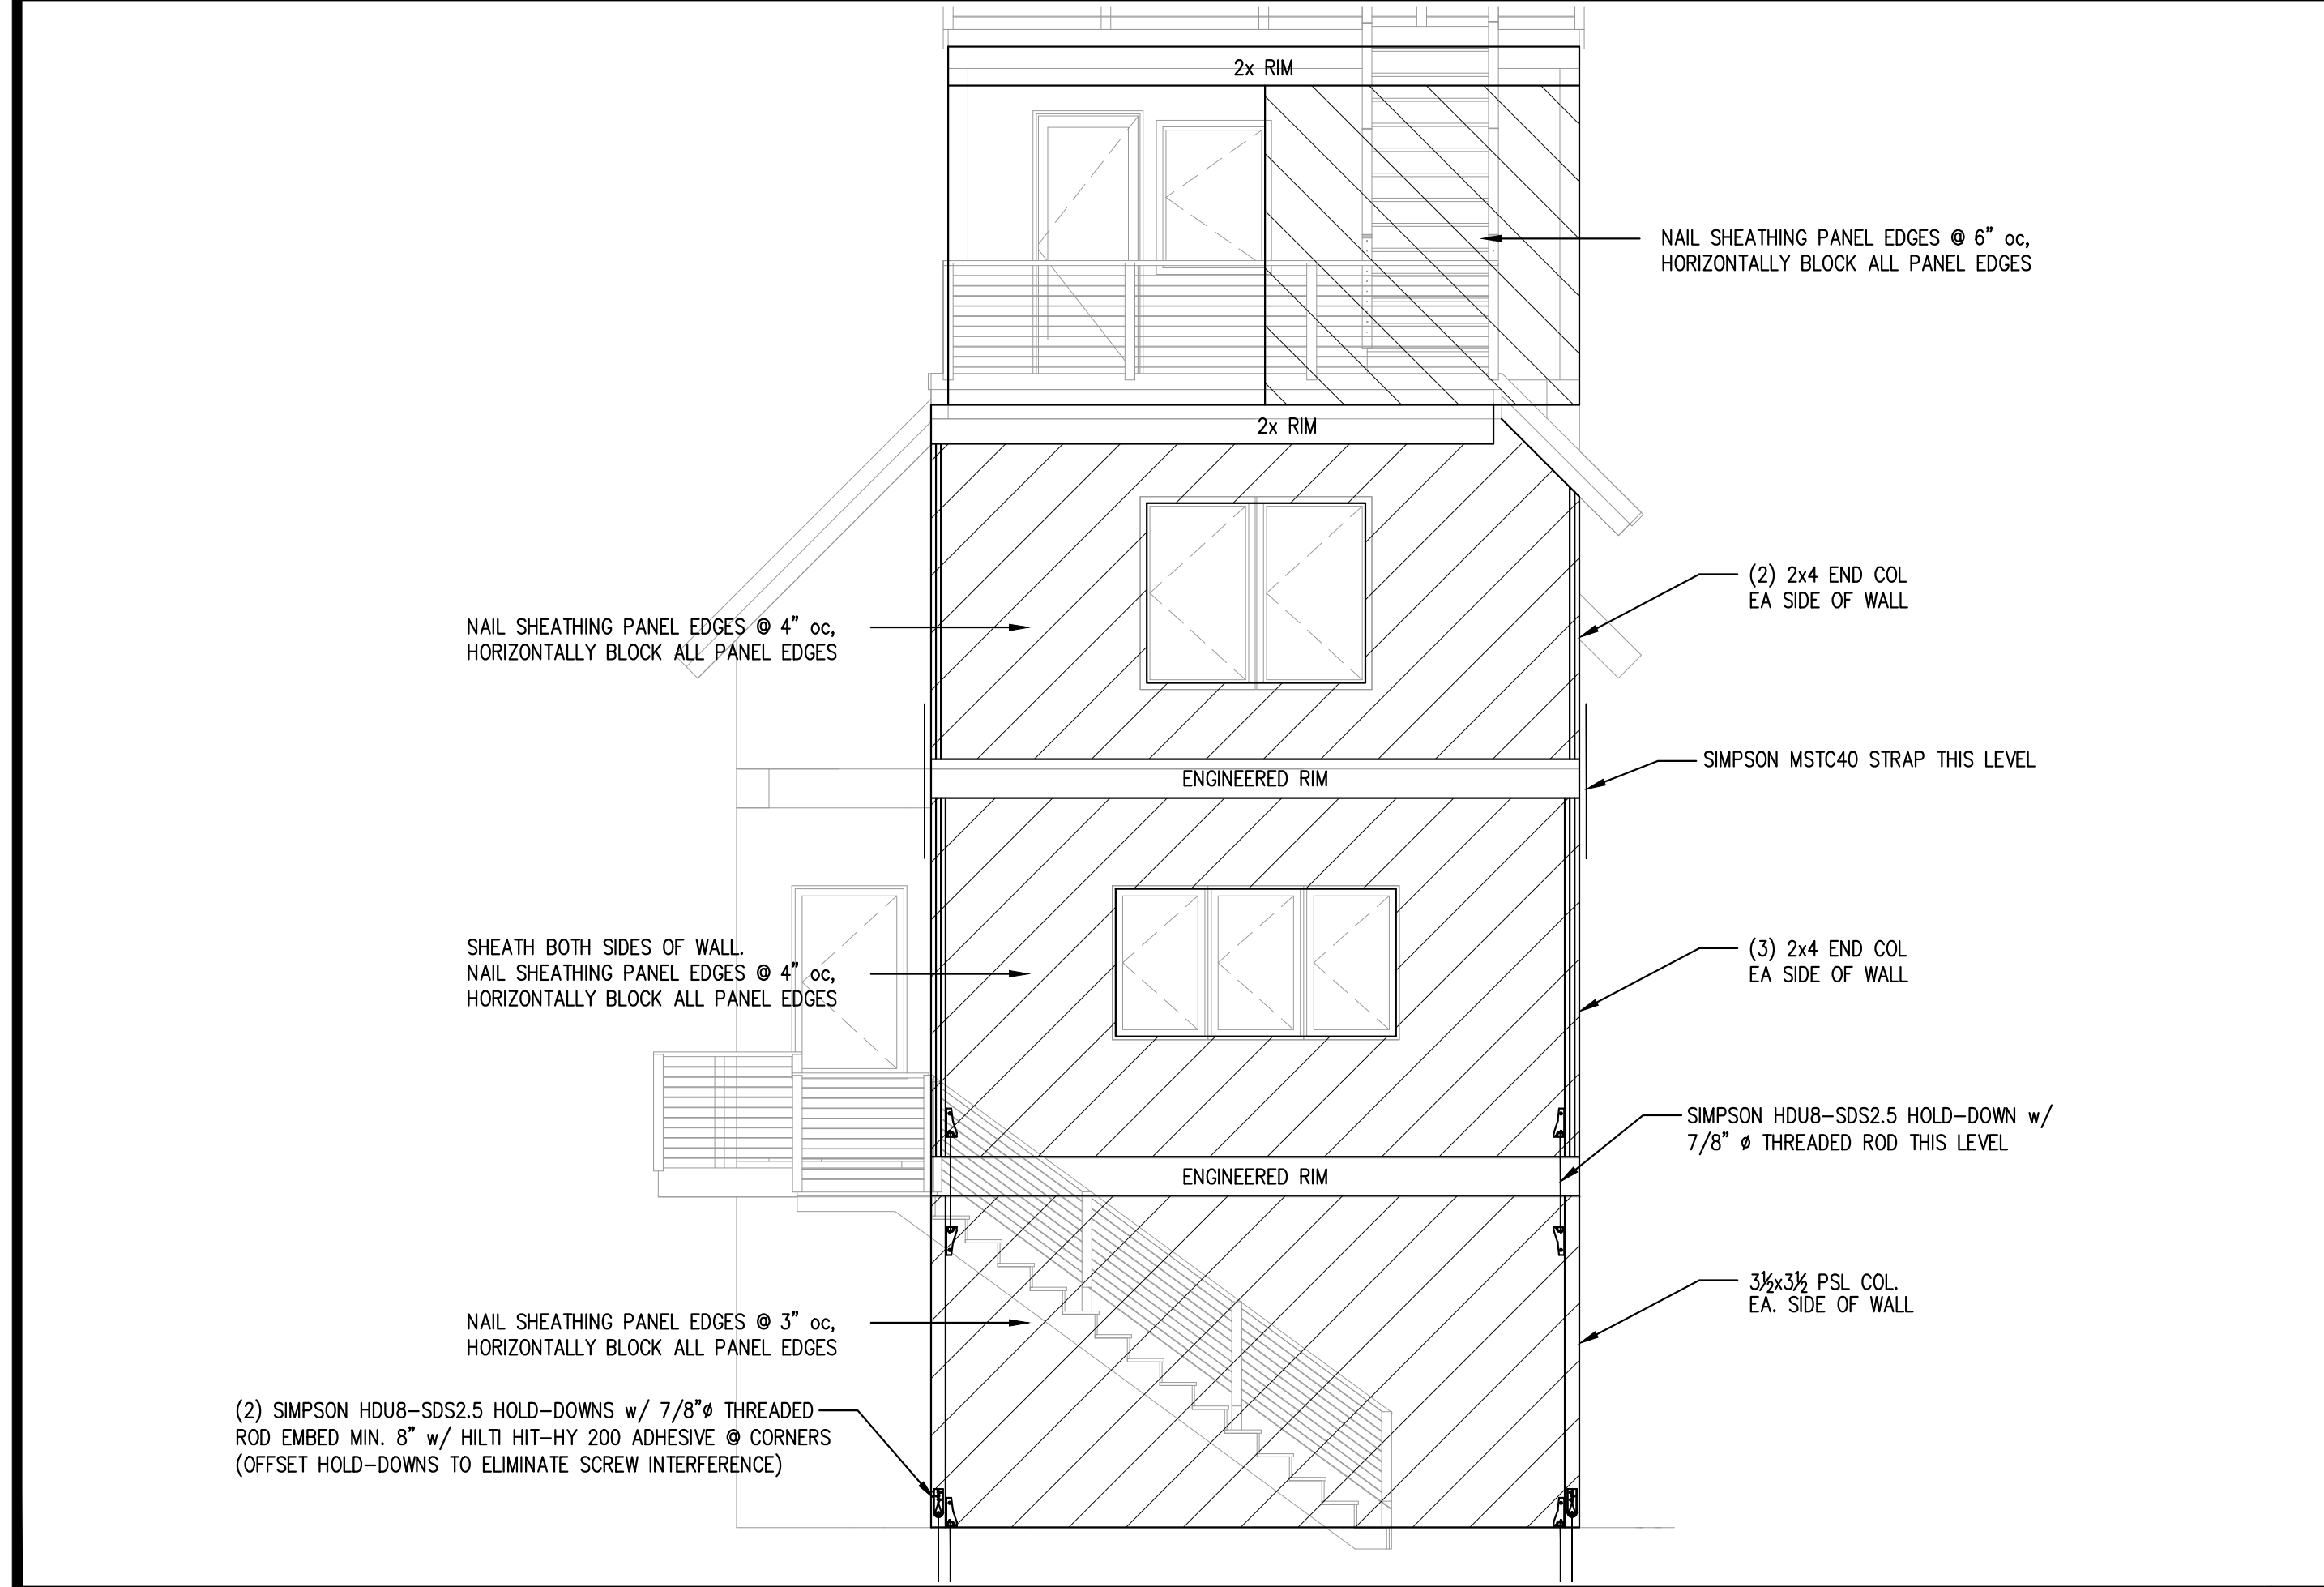 2x RIM
NAIL SHEATHING PANEL EDGES @ 6" oc,
HORIZONTALLY BLOCK ALL PANEL EDGES
2x RIM
(2) 2x4 END COL
EA SIDE OF WALL
NAIL SHEATHING PANEL EDGES @ 4" oc,
HORIZONTALLY BLOCK ALL PANEL EDGES
SIMPSON MSTC40 STRAP THIS LEVEL
ENGINEERED RIM
SHEATH BOTH SIDES OF WALL.
NAIL SHEATHING PANEL EDGES @ 4" oc,
HORIZONTALLY BLOCK ALL PANEL EDGES
(3) 2x4 END COL
EA SIDE OF WALL
SIMPSON HDU8-SDS2.5 HOLD-DOWN w/
7/8" ø THREADED ROD THIS LEVEL
ENGINEERED RIM
3½x3½ PSL COL.
EA. SIDE OF WALL
NAIL SHEATHING PANEL EDGES @ 3" oc,
HORIZONTALLY BLOCK ALL PANEL EDGES
(2) SIMPSON HDU8-SDS2.5 HOLD-DOWNS w/ 7/8"ø THREADED
ROD EMBED MIN. 8" w/ HILTI HIT-HY 200 ADHESIVE @ CORNERS
(OFFSET HOLD-DOWNS TO ELIMINATE SCREW INTERFERENCE)